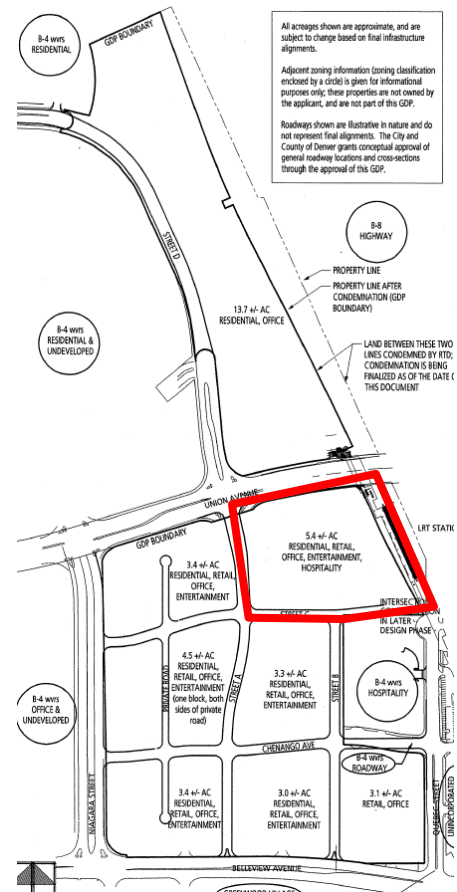 All acreages shown are approximate, and are
subject to change based on final infrastructure
alignments.
Adjacent zoning information (zoning classification
enclosed by a circle) is given for informational
purposes only; these properties are not owned by
the applicant, and are not part of this GDP.
Roadways shown are illustrative in nature and do
not represent final alignments. The City and
County of Denver grants conceptual approval of
general roadway locations and cross-sections
through the approval of this GDP.
B-4 wvrs
RESIDENTIAL
GDP BOUNDARY
B-8
HIGHWAY
STREET D
PROPERTY LINE
PROPERTY LINE AFTER
CONDEMNATION (GDP
BOUNDARY)
13.7 +/- AC
RESIDENTIAL, OFFICE
B-4 wvrs
RESIDENTIAL &
UNDEVELOPED
LAND BETWEEN THESE TWO
LINES CONDEMNED BY RTD;
CONDEMNATION IS BEING
FINALIZED AS OF THE DATE
THIS DOCUMENT
UNION AVENUE
GDP BOUNDARY
5.4 +/- AC
RESIDENTIAL, RETAIL,
OFFICE, ENTERTAINMENT,
HOSPITALITY
LRT
3.4 +/- AC
RESIDENTIAL, RETAIL,
OFFICE,
ENTERTAINMENT
IN LATER
DESIGN PHASE
STREET C
4.5 +/- AC
RESIDENTIAL,
RETAIL, OFFICE,
ENTERTAINMENT
(one block, both
sides of private
road)
PRIVATE ROAD
STREET A
3.3 +/- AC
RESIDENTIAL,
RETAIL, OFFICE,
ENTERTAINMENT
STREET B
B-4 wvrs
HOSPITALITY
B-4 wvrs
OFFICE &
UNDEVELOPED
CHENANGO AVE
B-4 wvrs
ROADWAY
NIAGARA STREET
3.4 +/- AC
RESIDENTIAL,
RETAIL, OFFICE,
ENTERTAINMENT
3.0 +/- AC
RESIDENTIAL,
RETAIL, OFFICE,
ENTERTAINMENT
3.1 +/- AC
RETAIL, OFFICE
QUEBEC STREET
UNINCORPORATED
BELLEVIEW AVENUE
GREENWOOD VILLAGE